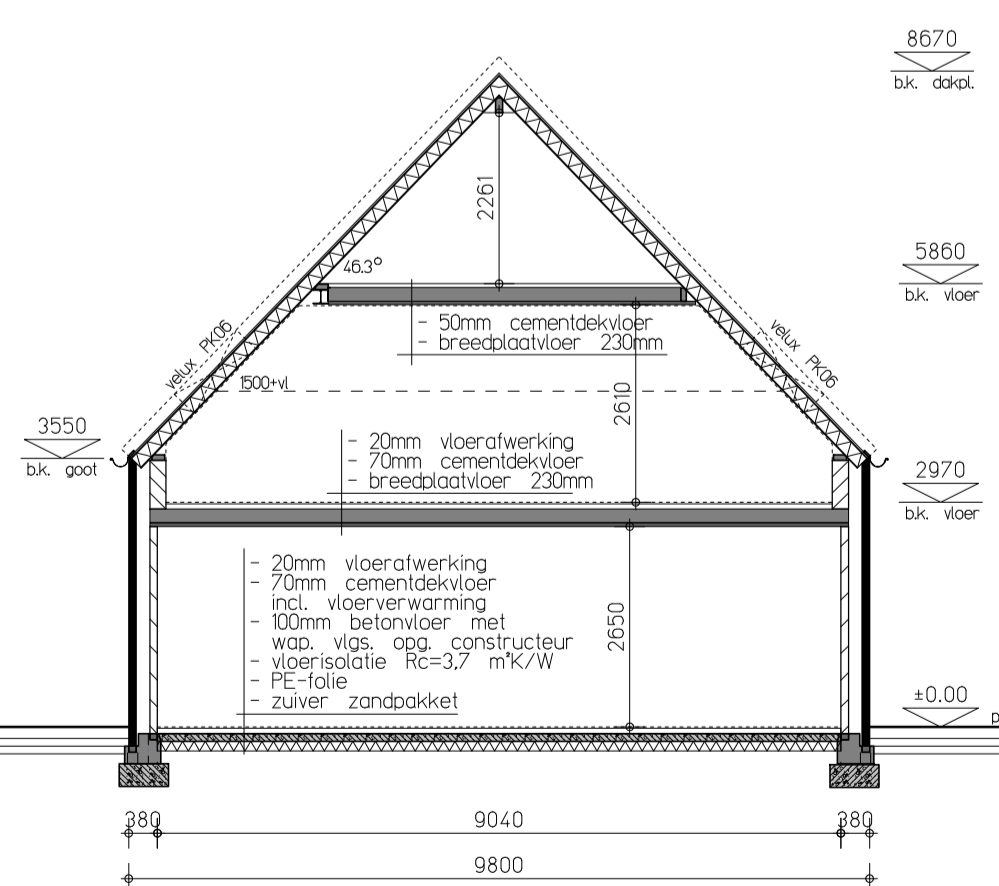 8670
b.k. dakpl.
2261
46.3°
5860
b.k. vloer
- 50mm cementdekvloer
- breedplaatvloer 230mm
velux PK06
velux PK06
1500+vl
2610
3550
b.k. goot
- 20mm vloerafwerking
- 70mm cementdekvloer
- breedplaatvloer 230mm
2970
b.k. vloer
- 20mm vloerafwerking
- 70mm cementdekvloer
incl. vloerverwarming
- 100mm betonvloer met
wap. vlgs. opg. constructeur
- vloerisolatie Rc=3,7 m²K/W
- PE-folie
- zuiver zandpakket
2650
±0.00
380
9040
380
9800